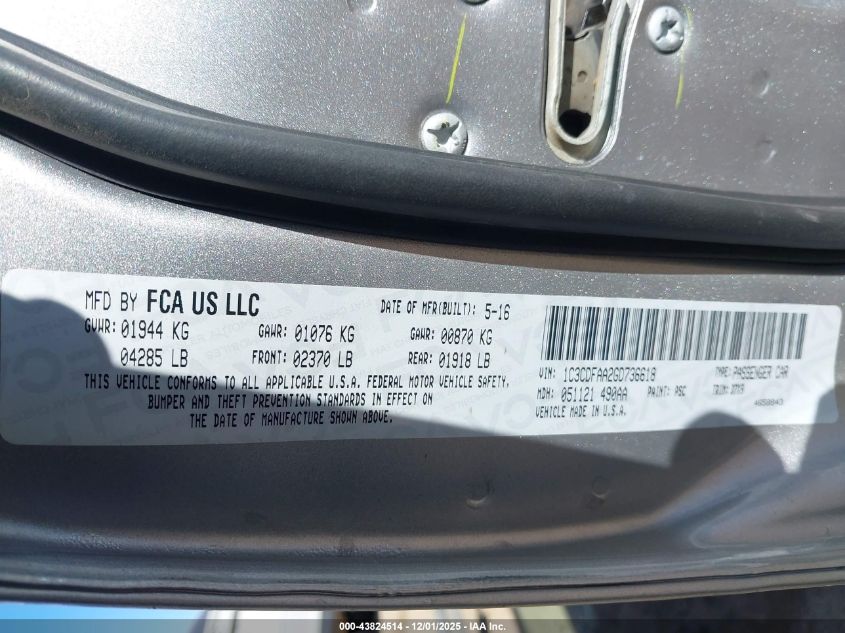 MFD BY FCA US LLC
DATE OF MFR(BUILT): 5-16
GVWR: 01944 KG GAWR: 01076 KG GAWR: 00870 KG
04285 LB FRONT: 02370 LB REAR: 01918 LB
THIS VEHICLE CONFORMS TO ALL APPLICABLE U.S.A. FEDERAL MOTOR VEHICLE SAFETY,
BUMPER AND THEFT PREVENTION STANDARDS IN EFFECT ON
THE DATE OF MANUFACTURE SHOWN ABOVE.
VIN: 1C3CDFAA2GD736618 TYPE: PASSENGER CAR
MDH: 051121 490AA PAINT: PSC TRIM:
VEHICLE MADE IN U.S.A.
000-43824514 - 12/01/2025 - IAA Inc.